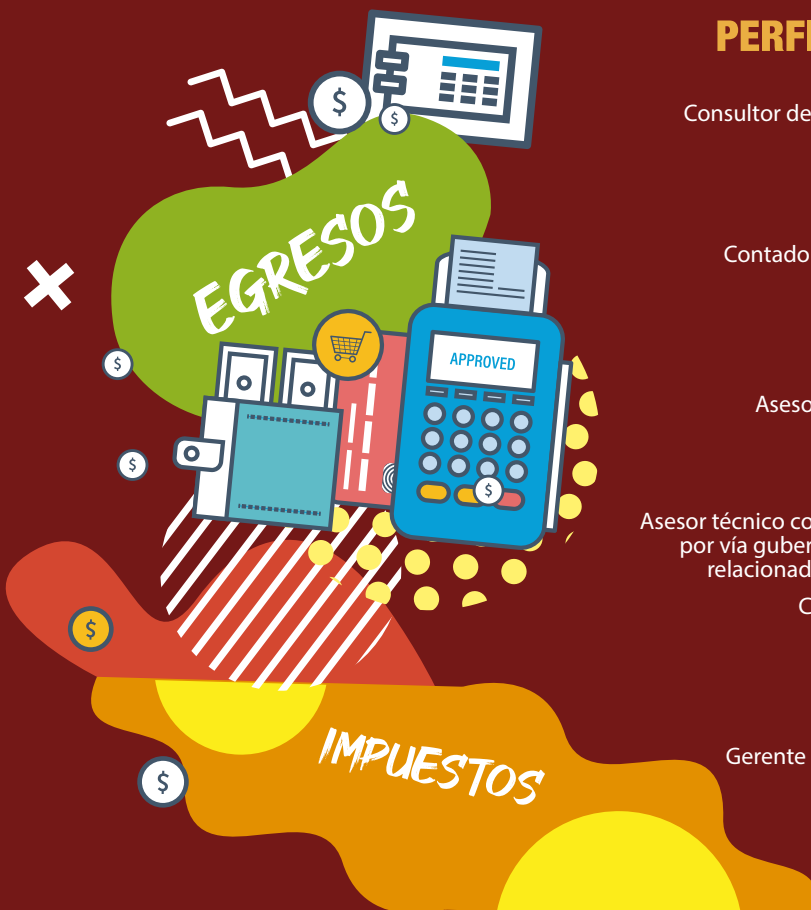 PERF
Consultor de
EGRESOS
Contado
APPROVED
Aseso
Asesor técnico co
por vía guber
relacionad
C
IMPUESTOS
Gerente
$
$
$
$
$
$
$